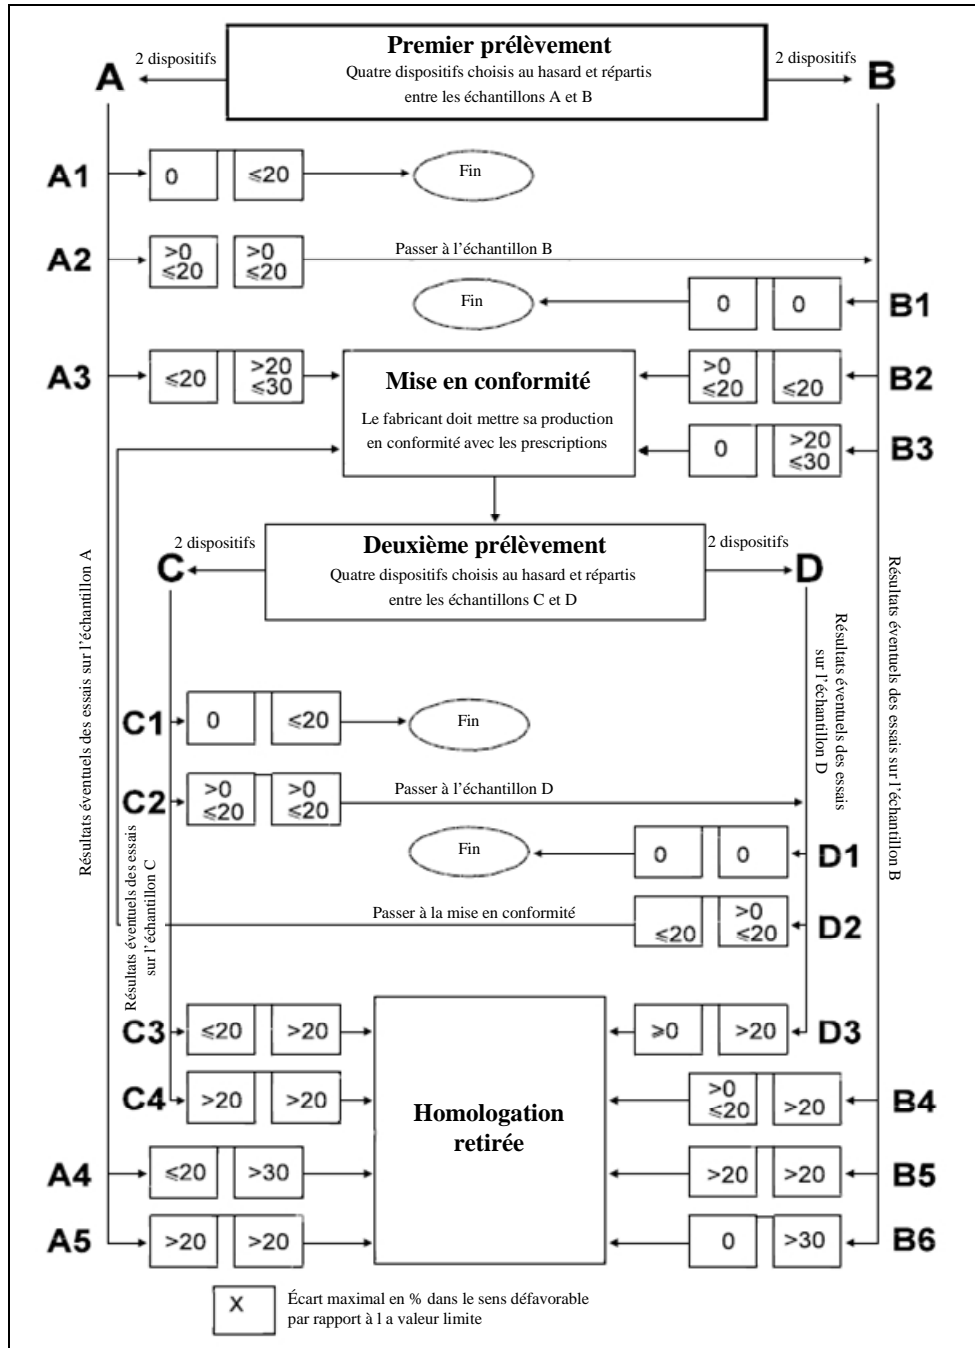 Premier prélèvement
2 dispositifs
2 dispositifs
A
B
Quatre dispositifs choisis au hasard et répartis
entre les échantillons A et B
A1
0
≤20
Fin
A2
>0
≤20
>0
≤20
Passer à l'échantillon B
Fin
0
0
B1
A3
≤20
>20
≤30
Mise en conformité
Le fabricant doit mettre sa production
en conformité avec les prescriptions
>0
≤20
≤20
B2
0
>20
≤30
B3
2 dispositifs
Deuxième prélèvement
2 dispositifs
C
D
Quatre dispositifs choisis au hasard et répartis
entre les échantillons C et D
Résultats éventuels des essais sur l'échantillon A
Résultats éventuels des essais
sur l'échantillon D
Résultats éventuels des essais sur l'échantillon B
C1
0
≤20
Fin
C2
>0
≤20
>0
≤20
Passer à l'échantillon D
Résultats éventuels des essais
sur l'échantillon C
Fin
0
0
D1
Passer à la mise en conformité
≤20
>0
≤20
D2
C3
≤20
>20
≥0
>20
D3
C4
>20
>20
Homologation
retirée
>0
≤20
>20
B4
A4
≤20
>30
>20
>20
B5
A5
>20
>20
0
>30
B6
X
Écart maximal en % dans le sens défavorable
par rapport à l a valeur limite